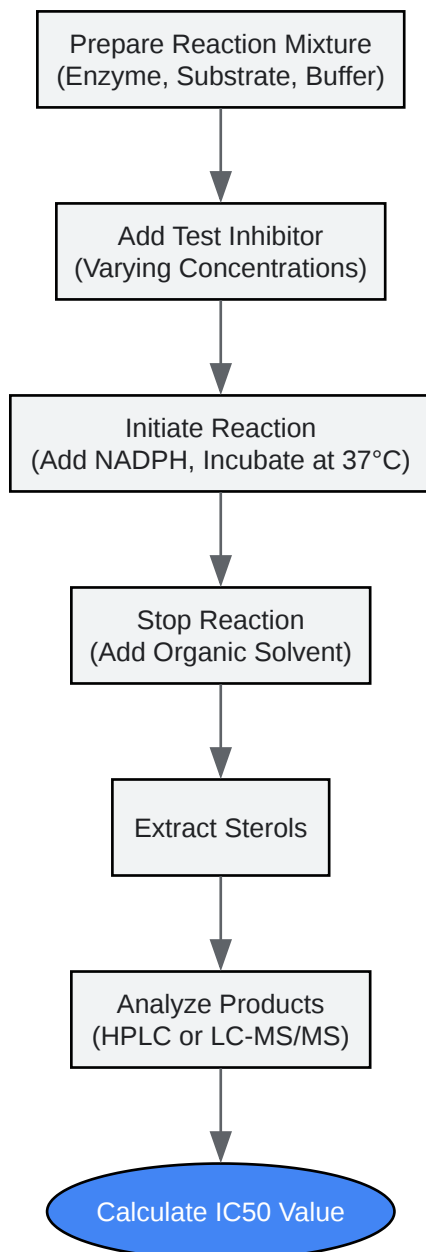 Prepare Reaction Mixture
(Enzyme, Substrate, Buffer)
Add Test Inhibitor
(Varying Concentrations)
Initiate Reaction
(Add NADPH, Incubate at 37°C)
Stop Reaction
(Add Organic Solvent)
Extract Sterols
Analyze Products
(HPLC or LC-MS/MS)
Calculate IC50 Value